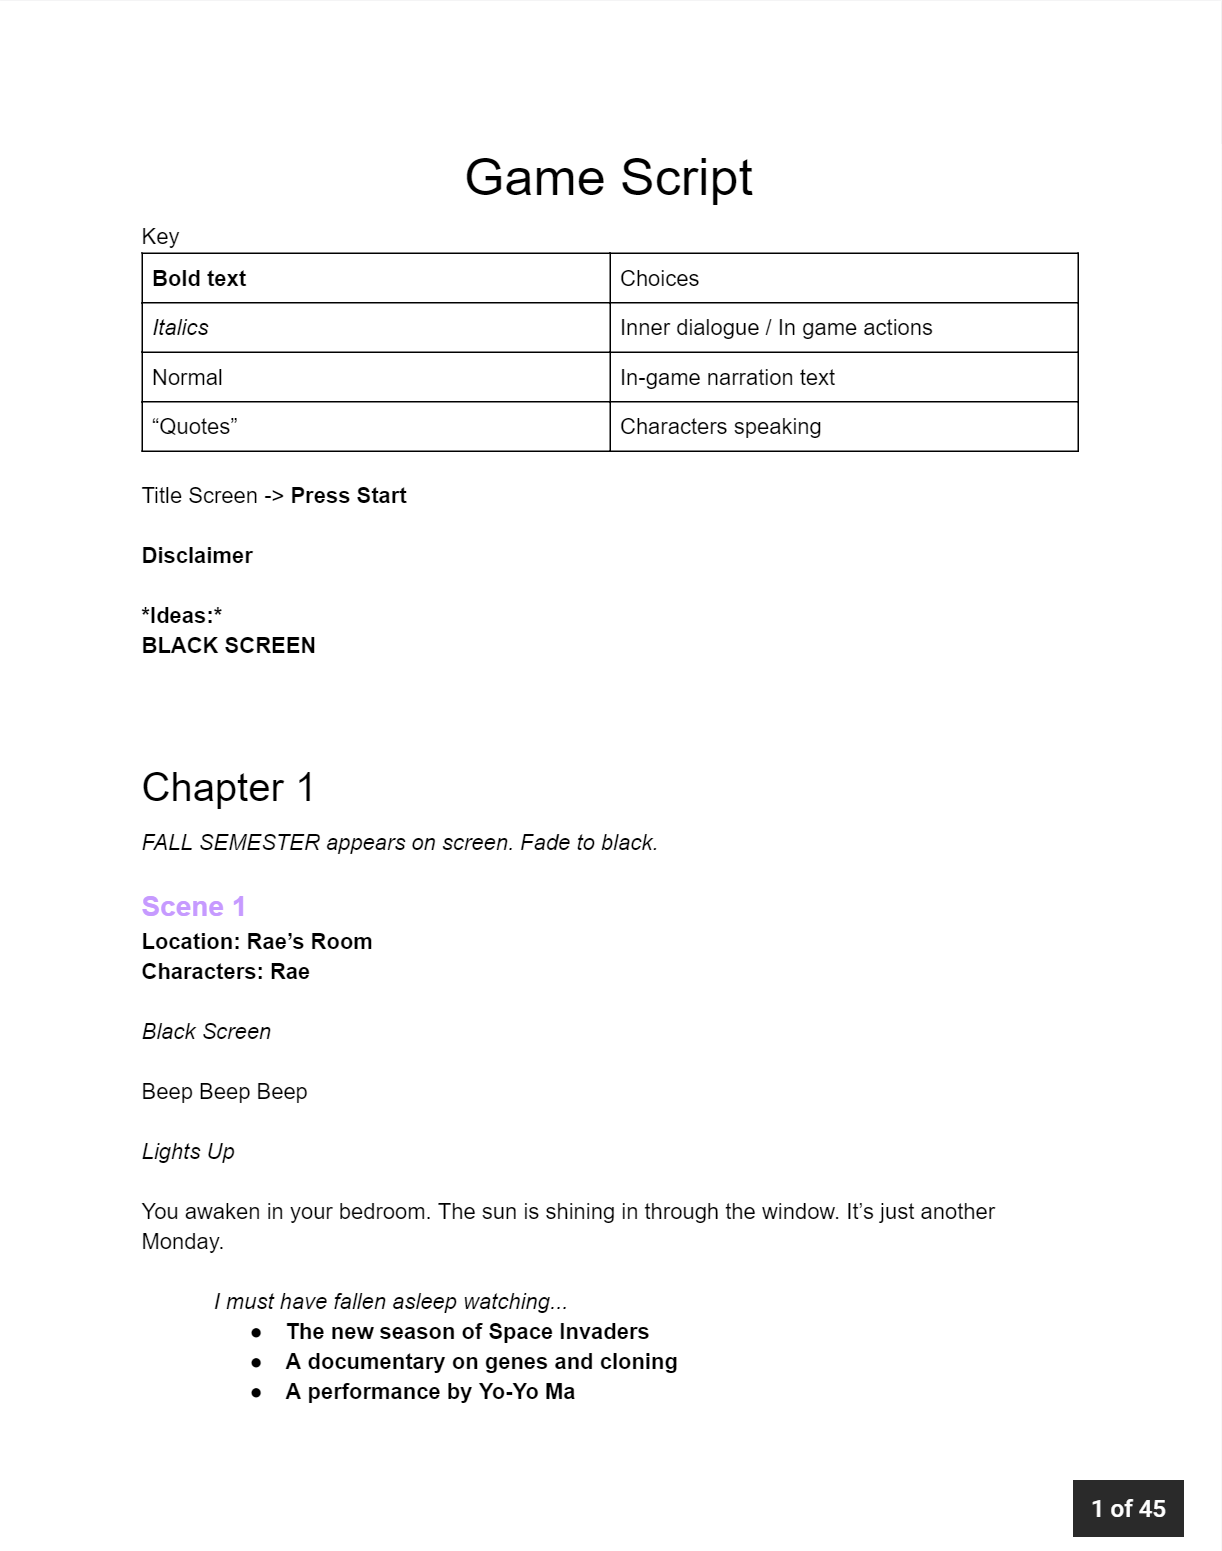 Game Script
Key
Bold text Choices
Italics Inner dialogue / In game actions
Normal In-game narration text
“Quotes” Characters speaking
Title Screen -> Press Start
Disclaimer
*Ideas:*
BLACK SCREEN
Chapter 1
FALL SEMESTER appears on screen. Fade to black.
Scene 1
Location: Rae’s Room
Characters: Rae
Black Screen
Beep Beep Beep
Lights Up
You awaken in your bedroom. The sun is shining in through the window. It’s just another
Monday.
I must have fallen asleep watching...
● The new season of Space Invaders
● A documentary on genes and cloning
● A performance by Yo-Yo Ma
1 of 45